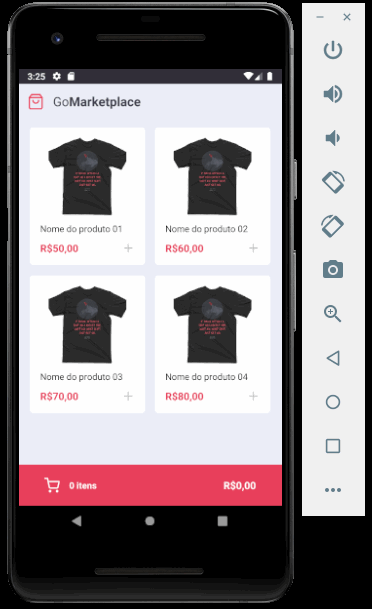 3:25
GoMarketplace
Nome do produto 01
R$50,00
Nome do produto 02
R$60,00
Nome do produto 03
R$70,00
Nome do produto 04
R$80,00
0 itens
R$0,00